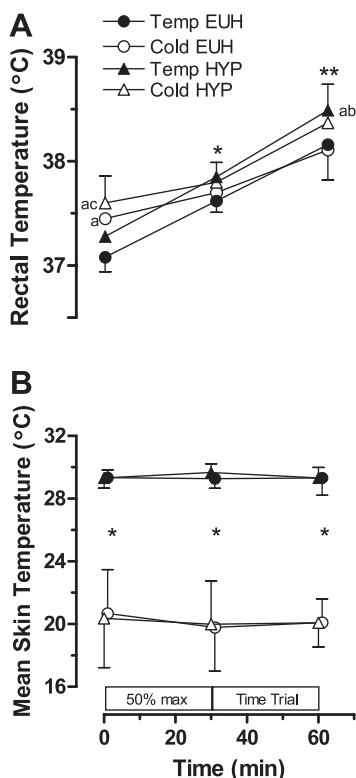 A
Temp EUH
Cold EUH
Temp HYP
Cold HYP
Rectal Temperature (°C)
39
38
37
ac
a
*
**
ab
B
Mean Skin Temperature (°C)
32
28
24
20
16
* * *
50% max Time Trial
0 20 40 60
Time (min)